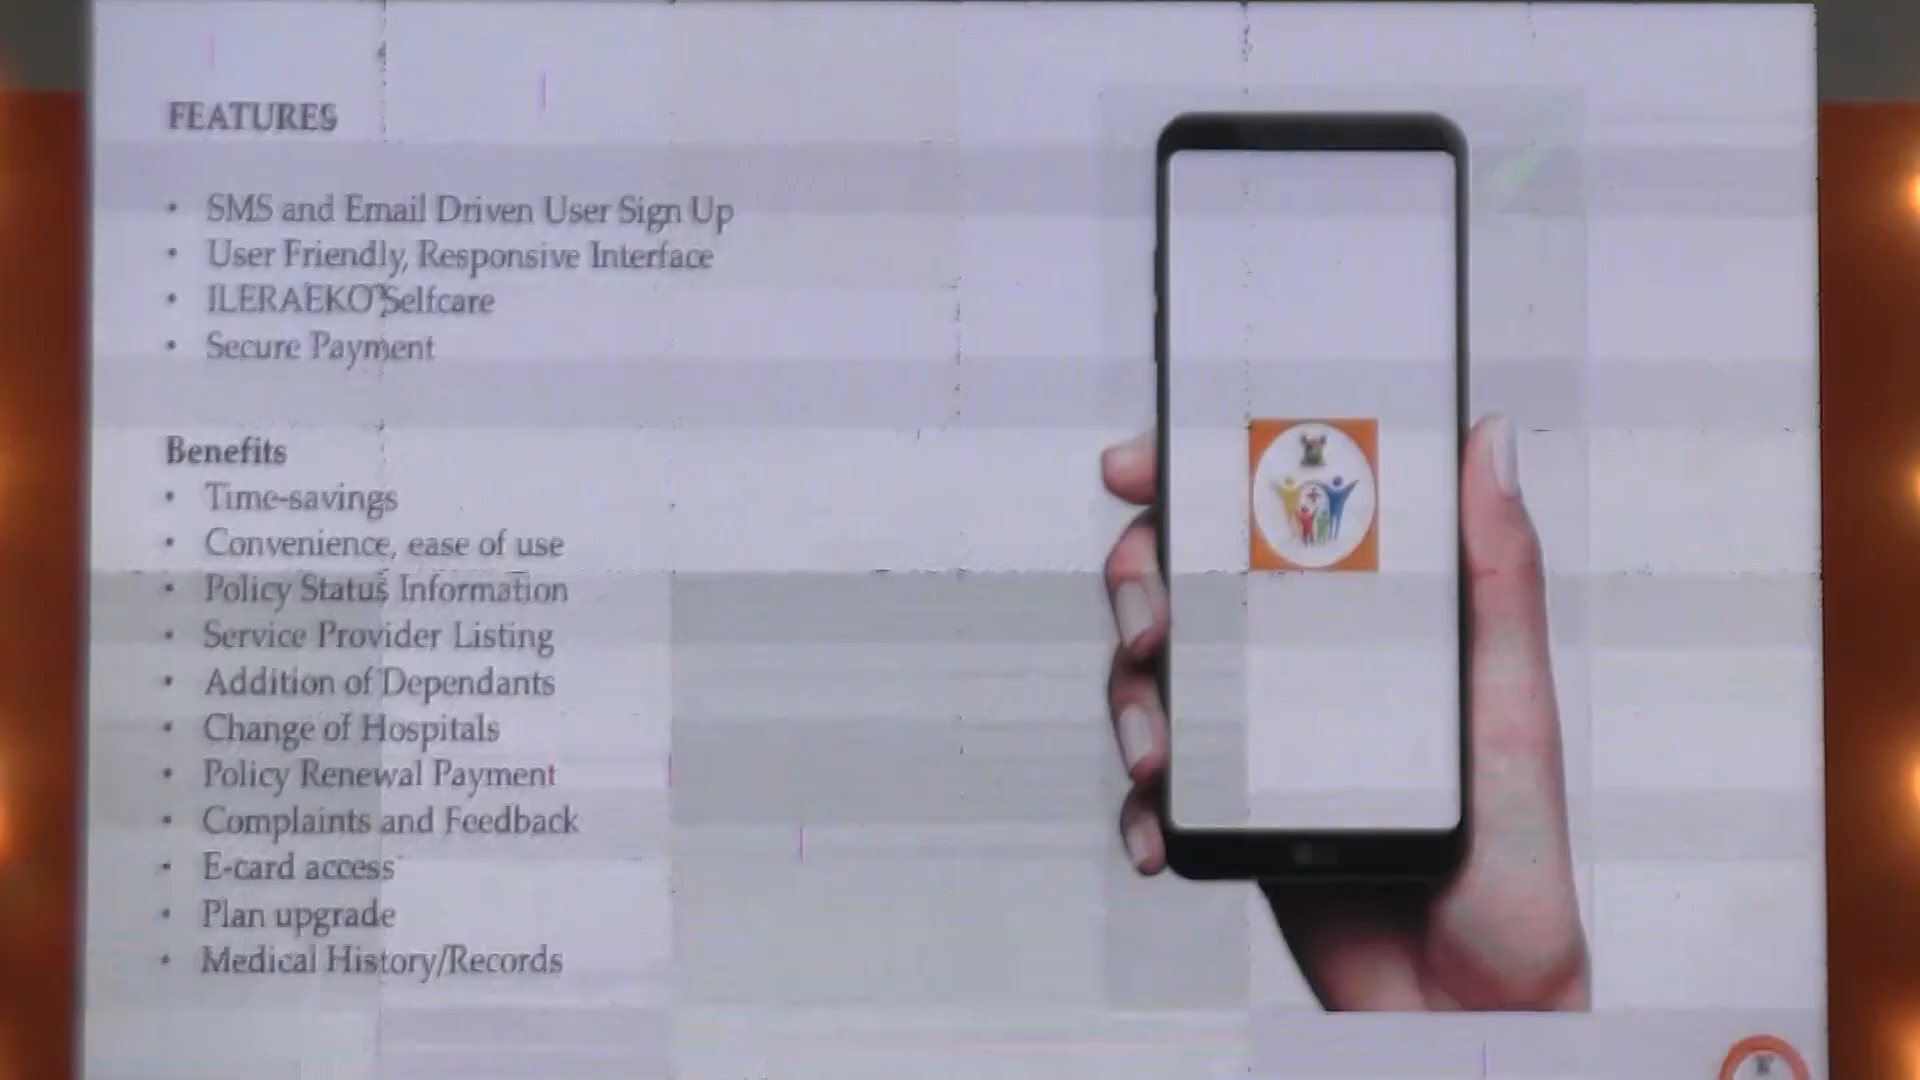 FEATURES
• SMS and Email Driven User Sign Up
• User Friendly, Responsive Interface
• ILERAEKO Selfcare
• Secure Payment
Benefits
• Time-savings
• Convenience, ease of use
• Policy Status Information
• Service Provider Listing
• Addition of Dependants
• Change of Hospitals
• Policy Renewal Payment
• Complaints and Feedback
• E-card access
• Plan upgrade
• Medical History/Records